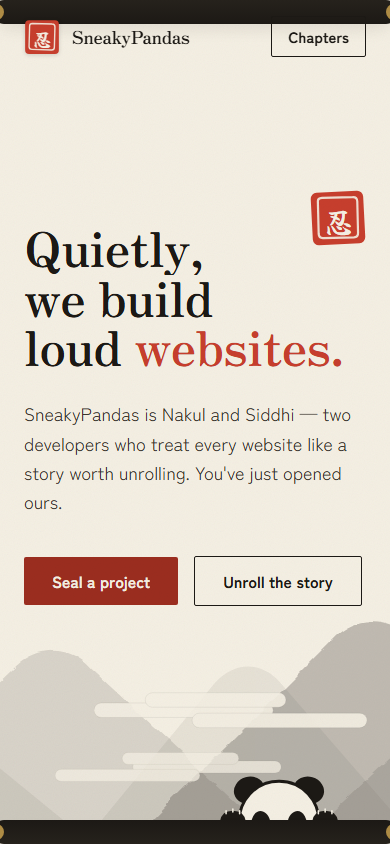 忍 SneakyPandas Chapters
忍
Quietly,
we build
loud websites.
SneakyPandas is Nakul and Siddhi — two
developers who treat every website like a
story worth unrolling. You've just opened
ours.
Seal a project Unroll the story